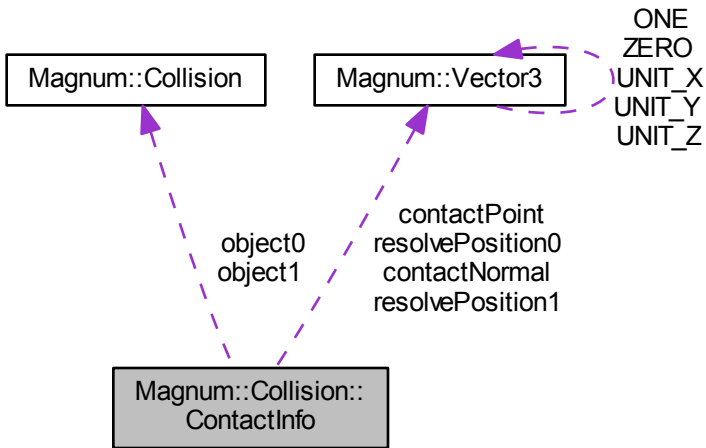 ONE
ZERO
UNIT_X
UNIT_Y
UNIT_Z
Magnum::Collision
Magnum::Vector3
object0
object1
contactPoint
resolvePosition0
contactNormal
resolvePosition1
Magnum::Collision::
ContactInfo